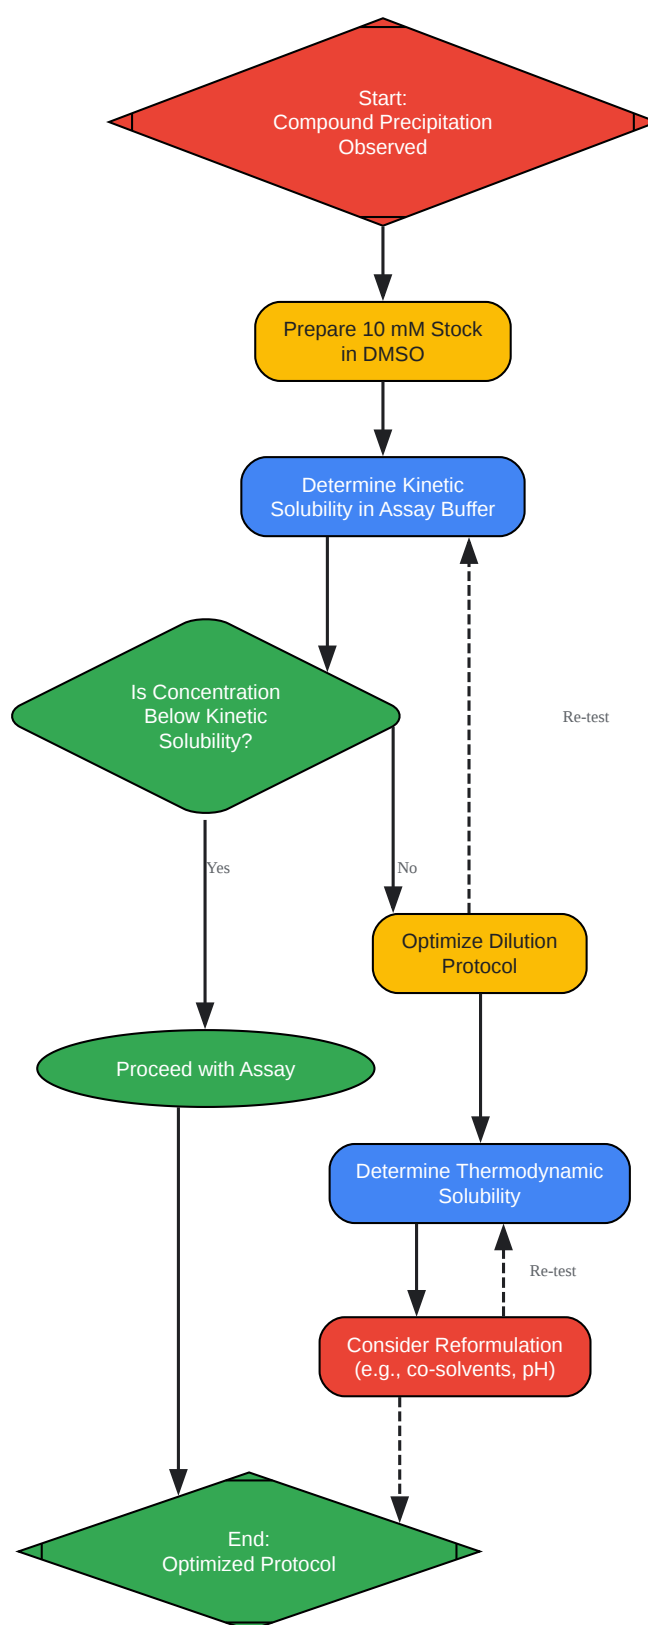 Start:
Compound Precipitation
Observed
Prepare 10 mM Stock
in DMSO
Determine Kinetic
Solubility in Assay Buffer
Is Concentration
Below Kinetic
Solubility?
Re-test
Yes
No
Optimize Dilution
Protocol
Proceed with Assay
Determine Thermodynamic
Solubility
Re-test
Consider Reformulation
(e.g., co-solvents, pH)
End:
Optimized Protocol